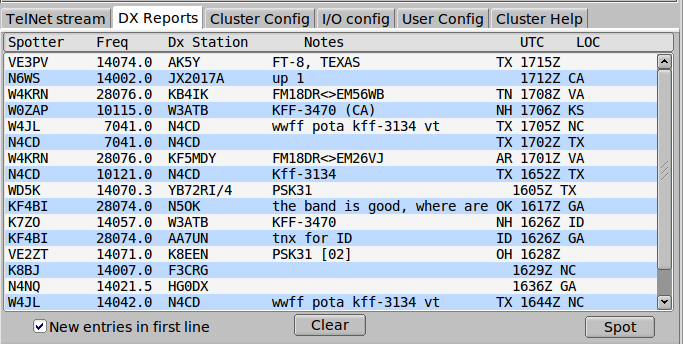 TelNet stream DX Reports Cluster Config I/O config User Config Cluster Help
Spotter Freq Dx Station Notes UTC LOC
VE3PV 14074.0 AK5Y FT-8, TEXAS TX 1715Z
N6WS 14002.0 JX2017A up 1 1712Z CA
W4KRN 28076.0 KB4IK FM18DR<>EM56WB TN 1708Z VA
W0ZAP 10115.0 W3ATB KFF-3470 (CA) NH 1706Z KS
W4JL 7041.0 N4CD wwff pota kff-3134 vt TX 1705Z NC
N4CD 7041.0 N4CD TX 1702Z TX
W4KRN 28076.0 KF5MDY FM18DR<>EM26VJ AR 1701Z VA
N4CD 10121.0 N4CD Kff-3134 TX 1652Z TX
WD5K 14070.3 YB72RI/4 PSK31 1605Z TX
KF4BI 28074.0 N5OK the band is good, where are OK 1617Z GA
K7ZO 14057.0 W3ATB KFF-3470 NH 1626Z ID
KF4BI 28074.0 AA7UN tnx for ID ID 1626Z GA
VE2ZT 14071.0 K8EEN PSK31 [02] OH 1628Z
K8BJ 14007.0 F3CRG 1629Z NC
N4NQ 14021.5 HG0DX 1636Z GA
W4JL 14042.0 N4CD wwff pota kff-3134 vt TX 1644Z NC
New entries in first line Clear Spot